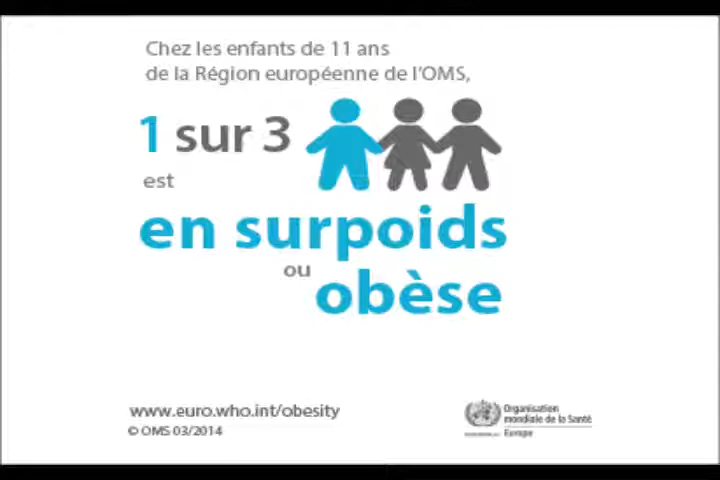 Chez les enfants de 11 ans
de la Région européenne de l'OMS,
1 sur 3
est
en surpoids
ou
obèse
www.euro.who.int/obesity
© OMS 03/2014
Organisation
mondiale de la Santé
Europe